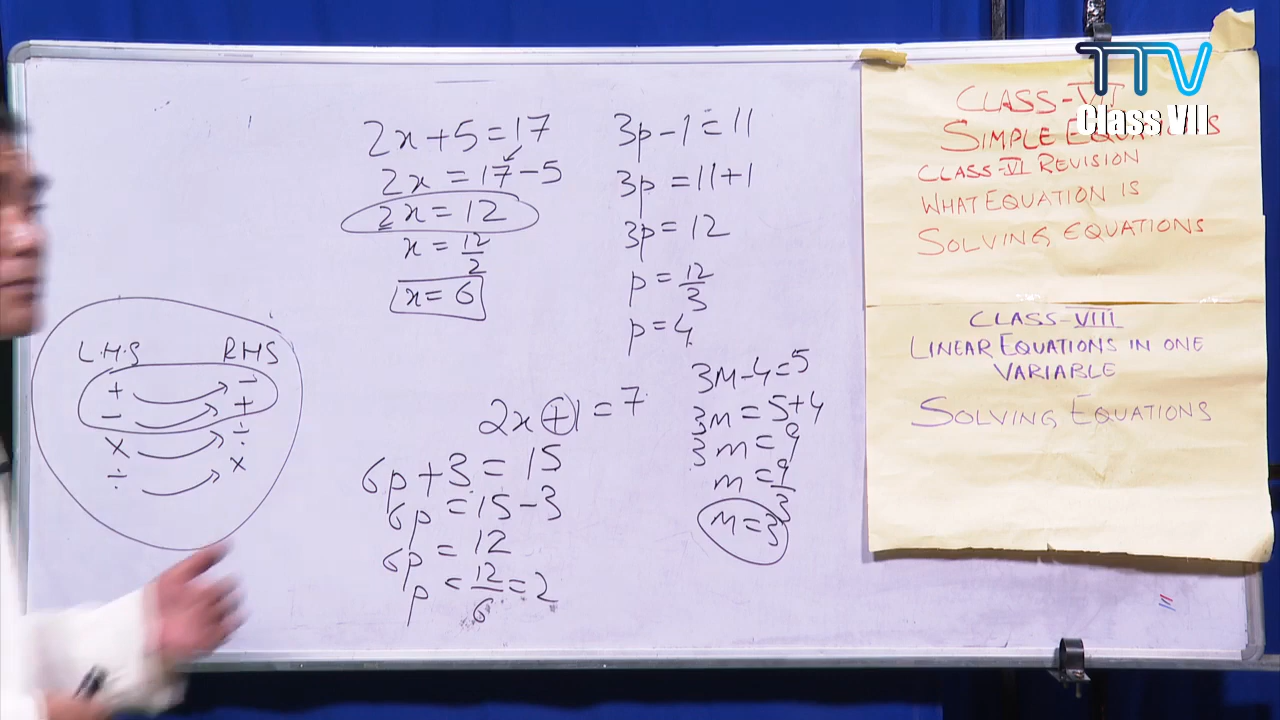 2x+5=17
2x=17-5
2x=12
x=12/2
x=6
3p-1=11
3p=11+1
3p=12
p=12/3
p=4
L.H.S RHS
+ -
- +
× ÷
÷ ×
2x+1=7
6p+3=15
6p=15-3
6p=12
p=12/6=2
3m-4=5
3m=5+4
3m=9
m=9/3
m=3
TTV
Class VII
CLASS-VII
SIMPLE EQUATIONS
CLASS-VI REVISION
WHAT EQUATION IS
SOLVING EQUATIONS
CLASS-VIII
LINEAR EQUATIONS IN ONE
VARIABLE
SOLVING EQUATIONS